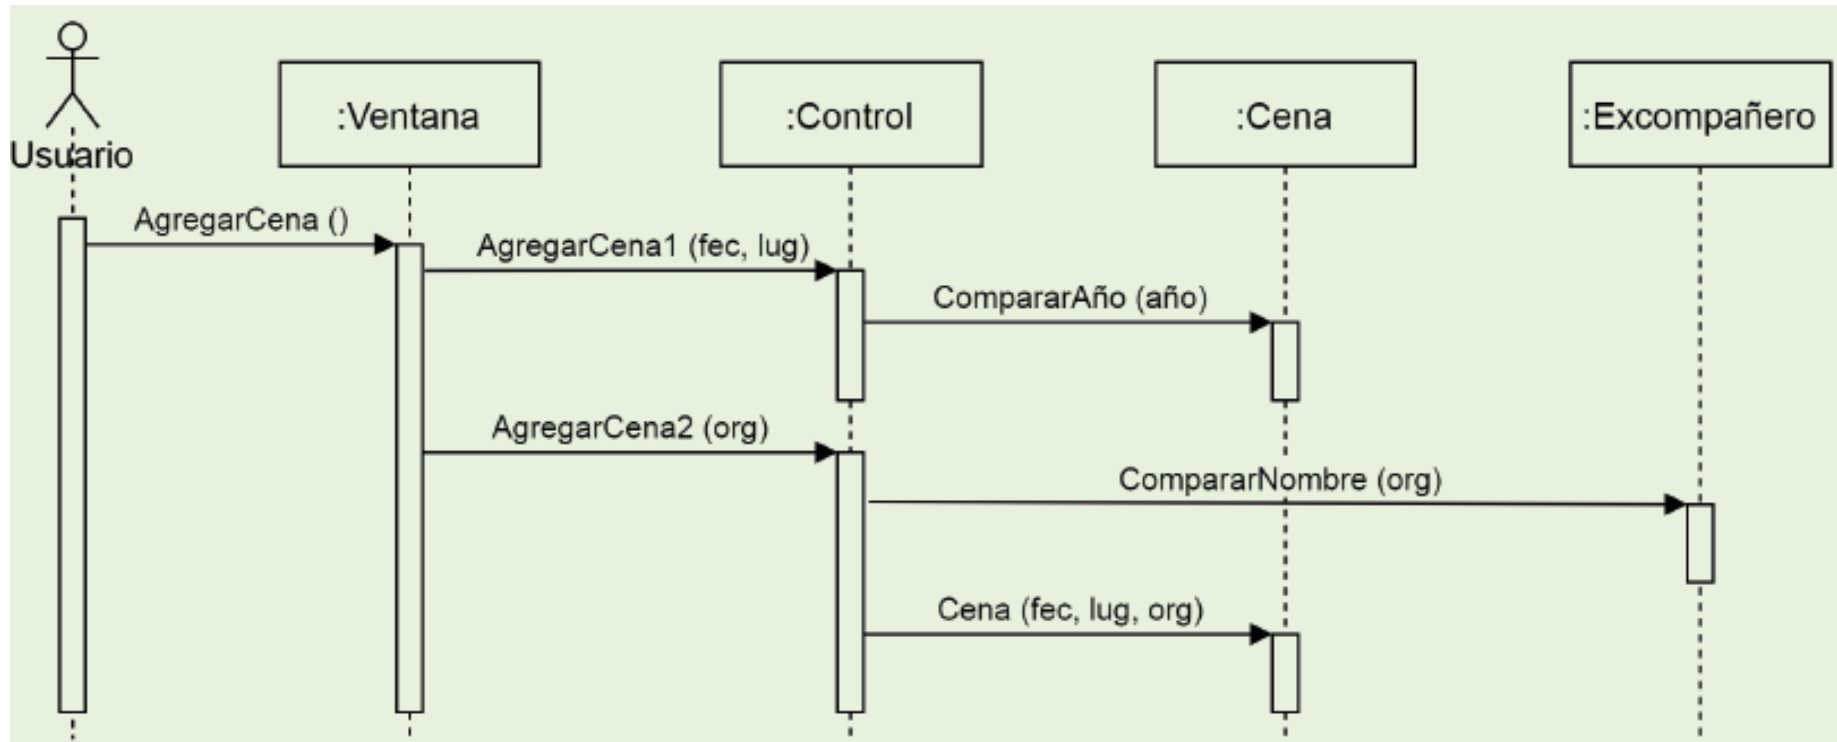 Usuario
:Ventana
:Control
:Cena
:Excompañero
AgregarCena ()
AgregarCena1 (fec, lug)
CompararAño (año)
AgregarCena2 (org)
CompararNombre (org)
Cena (fec, lug, org)